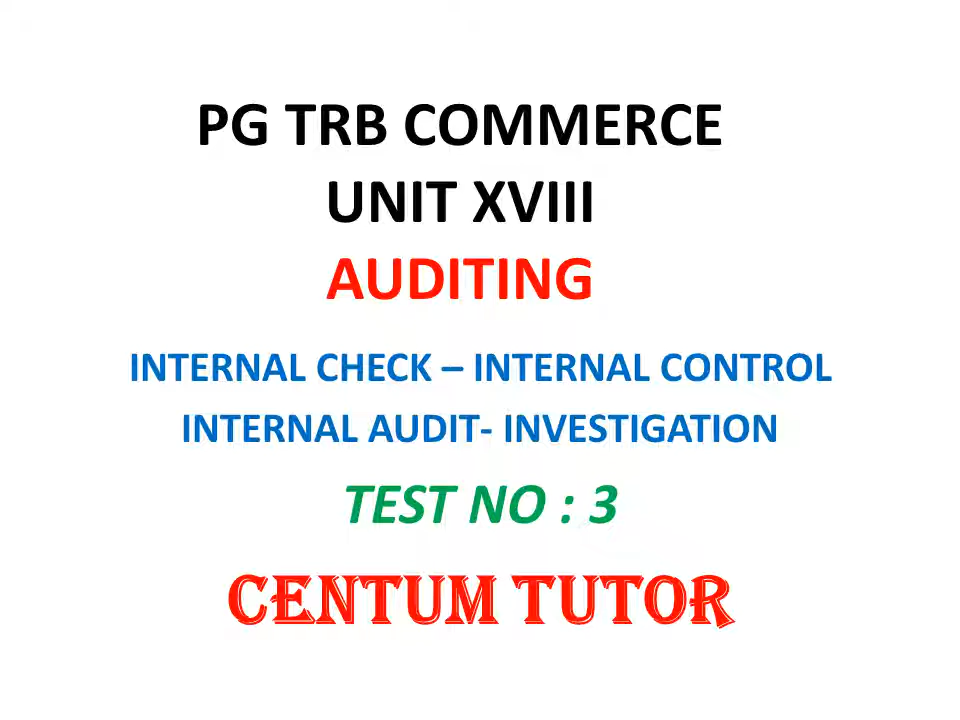 PG TRB COMMERCE
UNIT XVIII
AUDITING
INTERNAL CHECK – INTERNAL CONTROL
INTERNAL AUDIT- INVESTIGATION
TEST NO : 3
CENTUM TUTOR